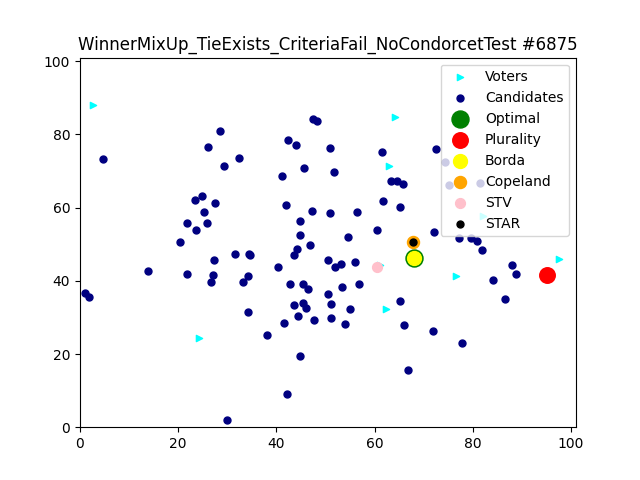 WinnerMixUp_TieExists_CriteriaFail_NoCondorcetTest #6875
100
80
60
40
20
0
0 20 40 60 80 100
Voters
Candidates
Optimal
Plurality
Borda
Copeland
STV
STAR